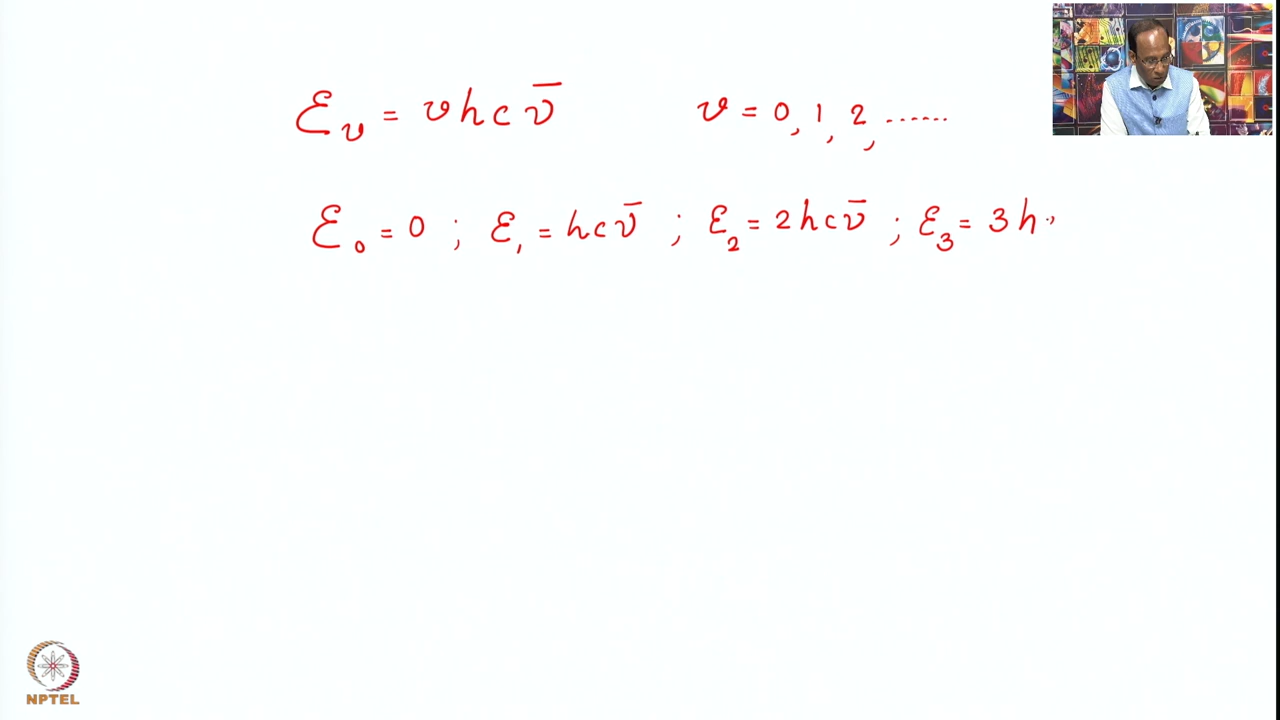 ℰ_v = v h c ν̄   v = 0, 1, 2, ......
ℰ_0 = 0 ; ℰ_1 = h c ν̄ ; ℰ_2 = 2 h c ν̄ ; ℰ_3 = 3 h
NPTEL